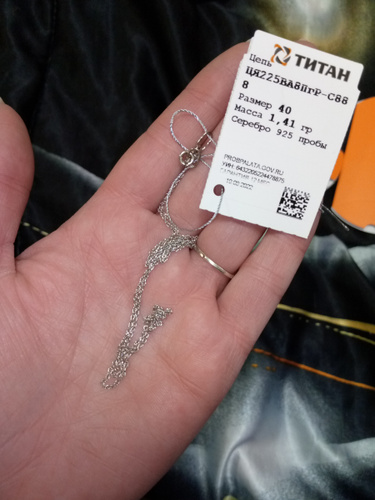 ТИТАН
Цепь
ЦЯ225ВА8пгР-С88
8
Размер 40
Масса 1,41 гр
Серебро 925 пробы
PROBPALATA.GOV.RU